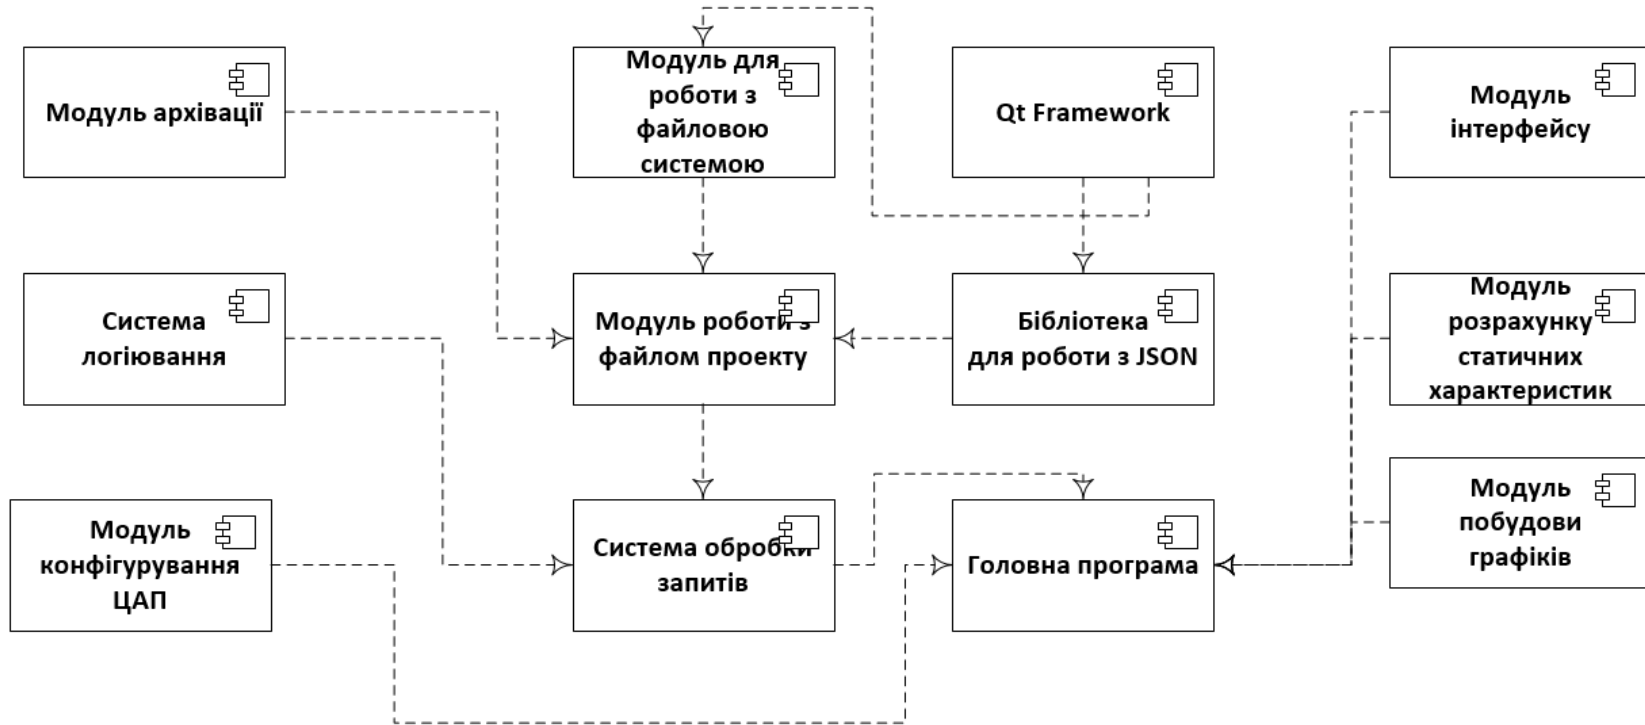 Модуль архівації
Модуль для
роботи з
файловою
системою
Qt Framework
Модуль
інтерфейсу
Система
логіювання
Модуль роботи з
файлом проекту
Бібліотека
для роботи з JSON
Модуль
розрахунку
статичних
характеристик
Модуль
конфігурування
ЦАП
Система обробки
запитів
Головна програма
Модуль
побудови
графіків